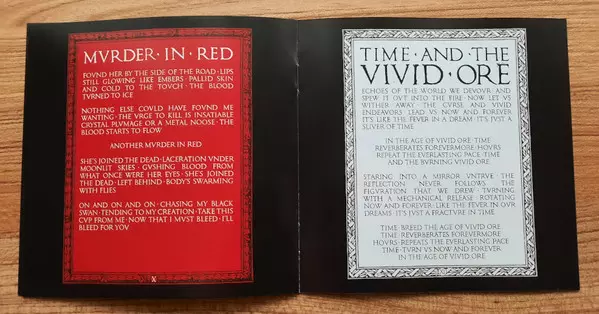 MVRDER · IN · RED
FOVND HER BY THE SIDE OF THE ROAD · LIPS
STILL GLOWING LIKE EMBERS · PALLID SKIN
AND COLD TO THE TOVCH · THE BLOOD
TVRNED TO ICE
NOTHING ELSE COVLD HAVE FOVND ME
WANTING · THE VRGE TO KILL IS INSATIABLE
CRYSTAL PLVMAGE OR A METAL NOOSE · THE
BLOOD STARTS TO FLOW
ANOTHER MVRDER IN RED
SHE'S JOINED THE DEAD · LACERATION VNDER
MOONLIT SKIES · GVSHING BLOOD FROM
WHAT ONCE WERE HER EYES · SHE'S JOINED
THE DEAD · LEFT BEHIND · BODY'S SWARMING
WITH FLIES
ON AND ON AND ON · CHASING MY BLACK
SWAN · TENDING TO MY CREATION · TAKE THIS
CVP FROM ME · NOW THAT I MVST BLEED · I'LL
BLEED FOR YOV
X
TIME · AND · THE
VIVID · ORE
ECHOES OF THE WORLD WE DEVOVR AND
SPEW IT OVT INTO THE FIRE · NOW LET VS
WITHER AWAY · THE CVRSE AND VIVID
ENDEAVORS LEAD VS NOW AND FOREVER
IT'S LIKE THE FEVER IN A DREAM · IT'S JVST A
SLIVER OF TIME
IN THE AGE OF VIVID ORE · TIME
REVERBERATES FOREVERMORE · HOVRS
REPEAT THE EVERLASTING PACE · TIME
AND THE BVRNING VIVID ORE
STARING INTO A MIRROR VNTRVE THE
REFLECTION NEVER FOLLOWS THE
FIGVRATION THAT WE DREW · TVRNING
WITH A MECHANICAL RELEASE · ROTATING
NOW AND FOREVER · LIKE THE FEVER IN OVR
DREAMS · IT'S JVST A FRACTVRE IN TIME
TIME · BREED THE AGE OF VIVID ORE
TIME · REVERBERATES FOREVERMORE
HOVRS · REPEATS THE EVERLASTING PACE
TIME · TVRN VS NOW AND FOREVER
IN THE AGE OF VIVID ORE